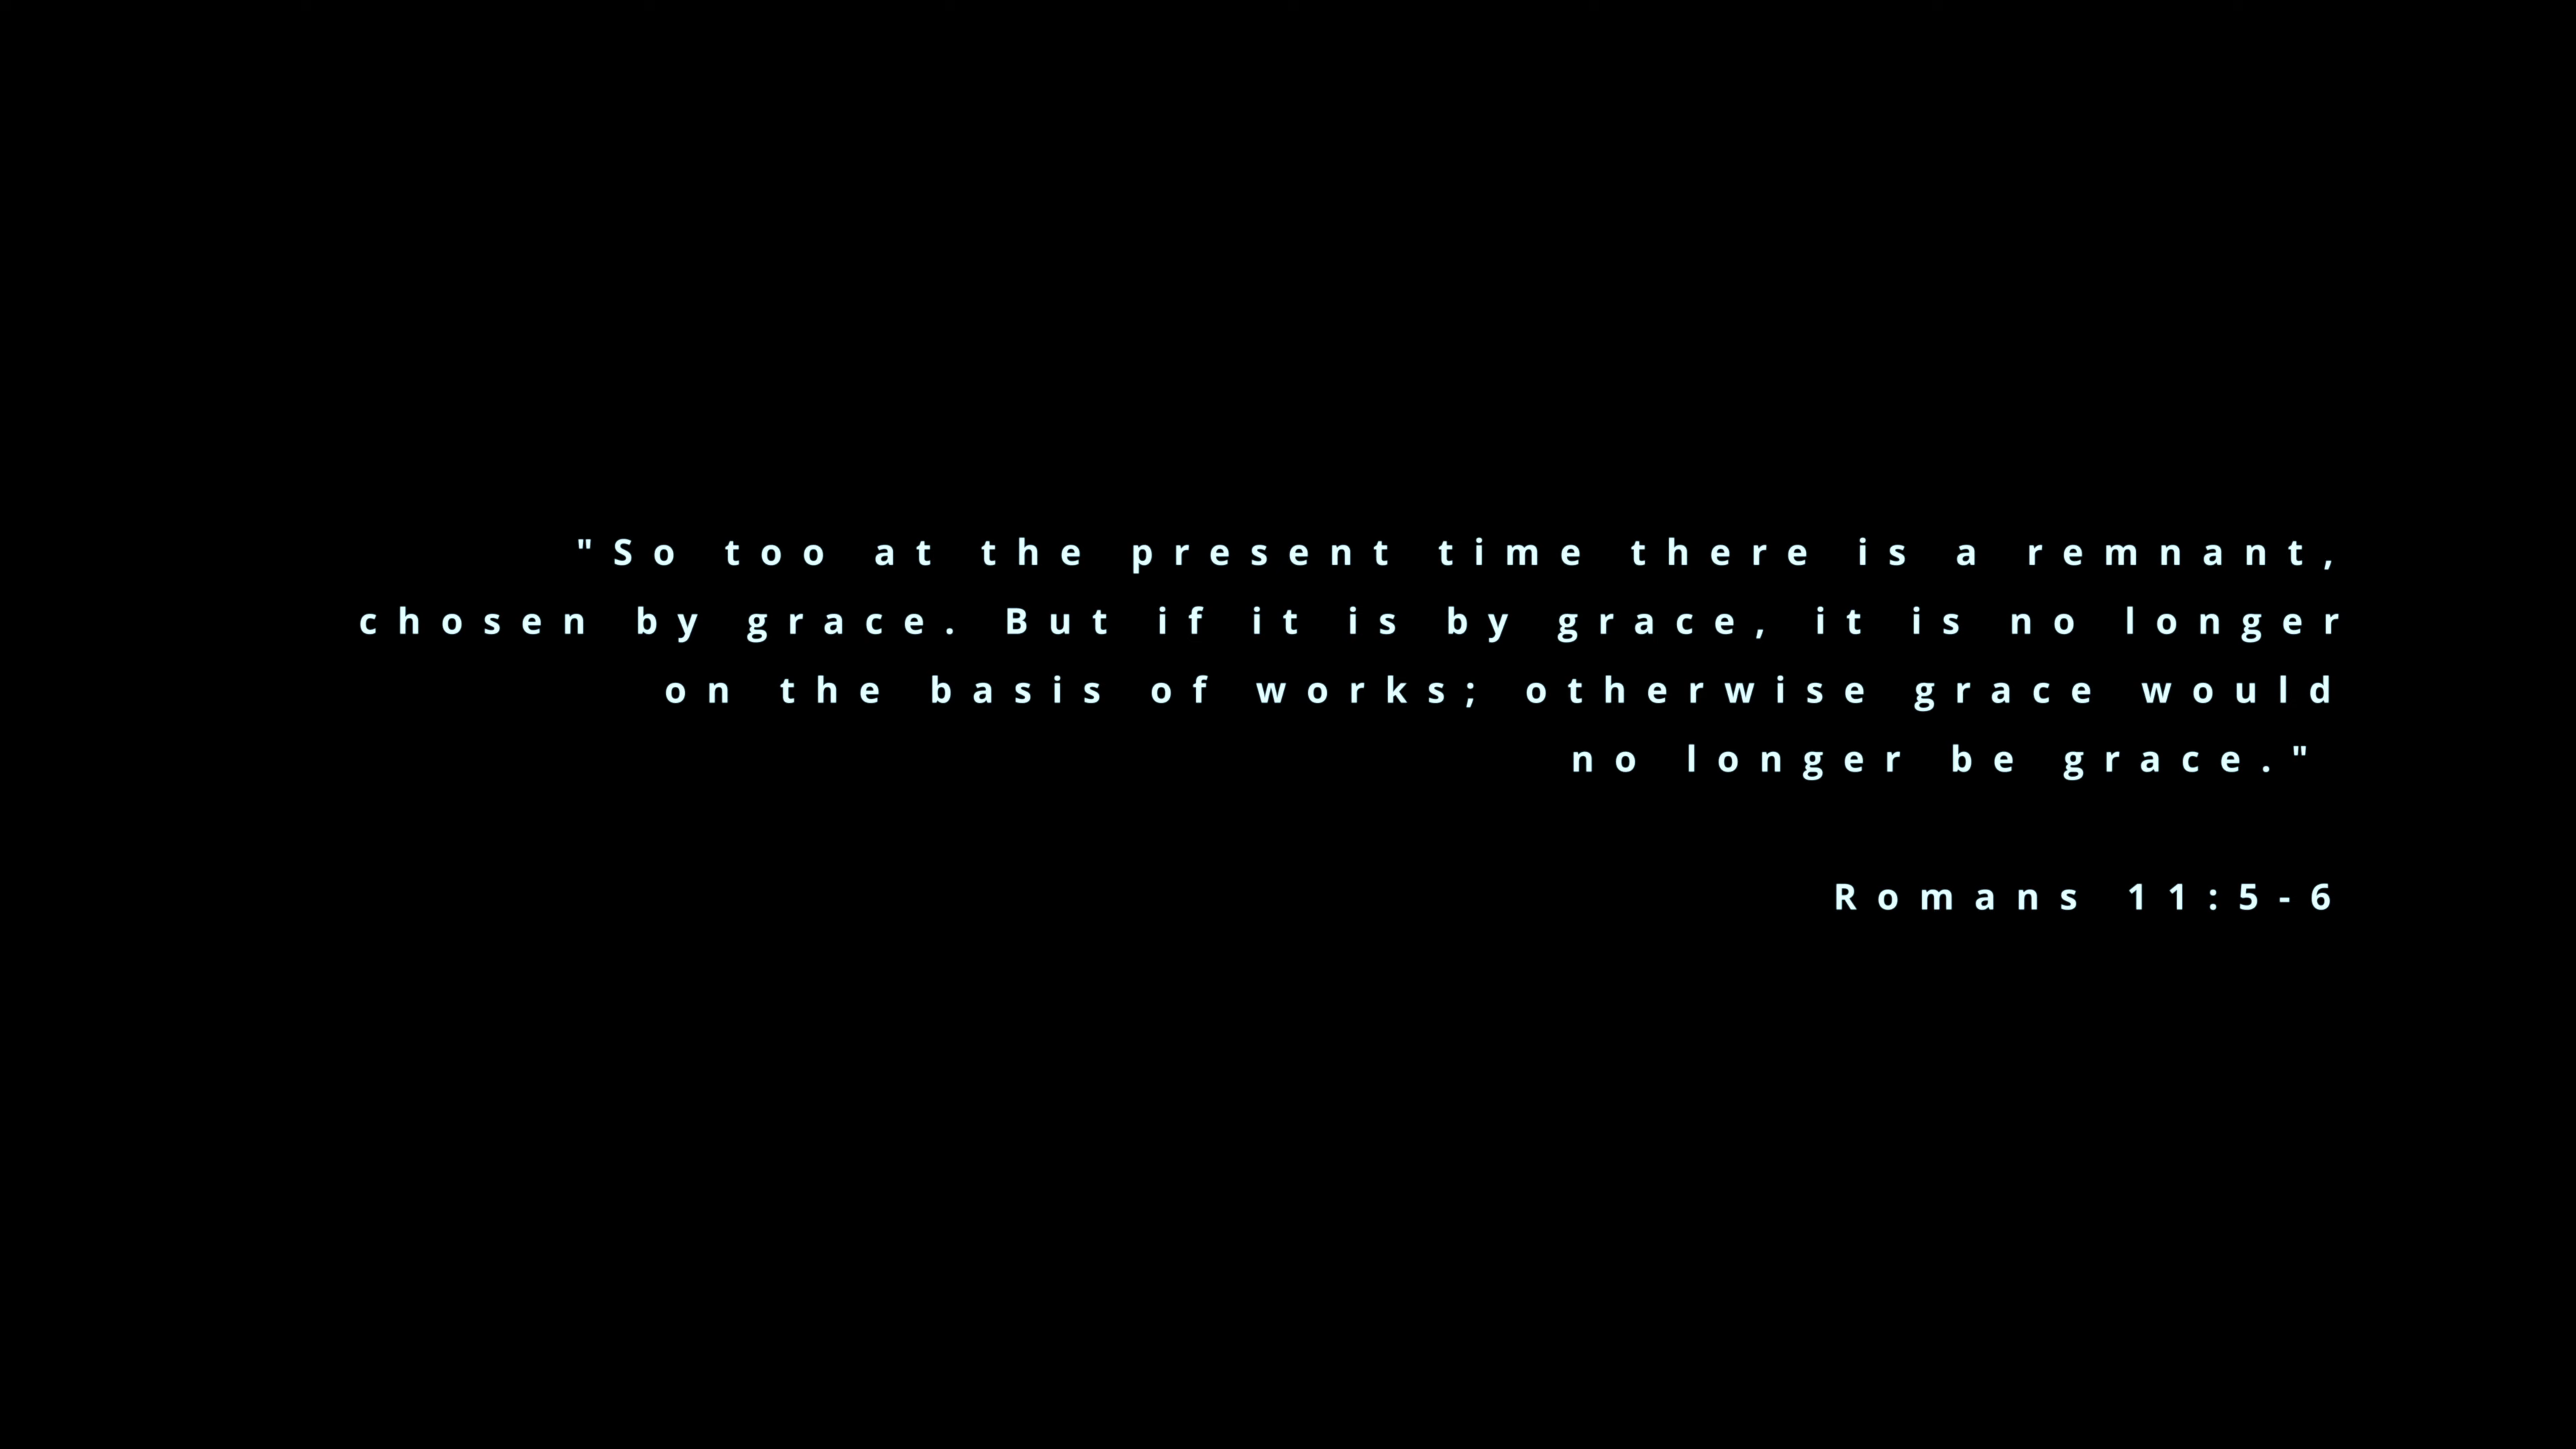 "So too at the present time there is a remnant,
chosen by grace. But if it is by grace, it is no longer
on the basis of works; otherwise grace would
no longer be grace."
Romans 11:5-6